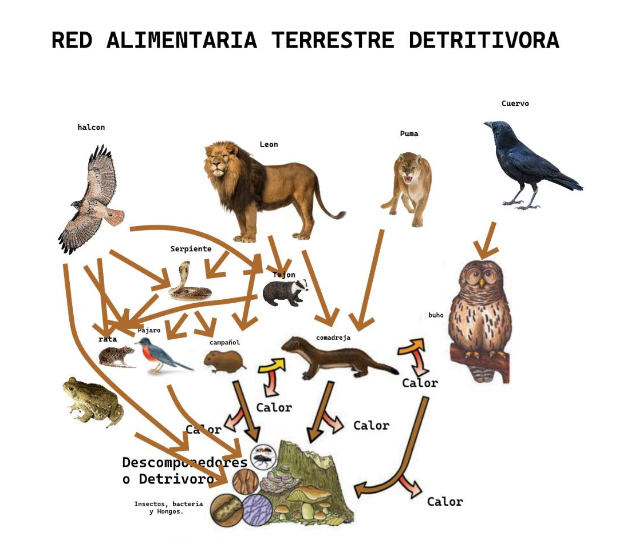 RED ALIMENTARIA TERRESTRE DETRITIVORA
Cuervo
halcon
Puma
Leon
Serpiente
Tejon
buho
Pájaro
rata
campañol
comadreja
Calor
Calor
Calor
Calor
Descomponedores
o Detrivoro
Insectos, bacteria
y Hongos.
Calor